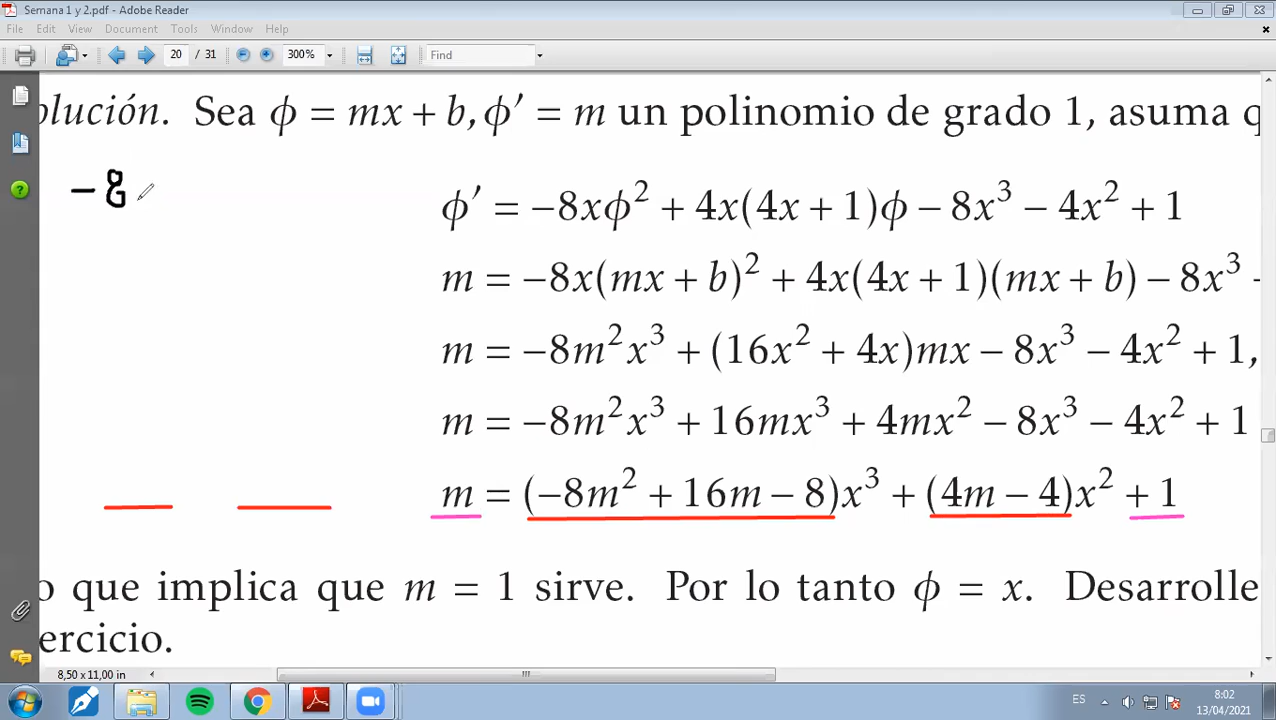 Semana 1 y 2.pdf - Adobe Reader
File Edit View Document Tools Window Help
20 / 31 300% Find
olución. Sea ϕ = mx + b, ϕ′ = m un polinomio de grado 1, asuma q
-8
ϕ′ = −8xϕ² + 4x(4x + 1)ϕ − 8x³ − 4x² + 1
m = −8x(mx + b)² + 4x(4x + 1)(mx + b) − 8x³ −
m = −8m²x³ + (16x² + 4x)mx − 8x³ − 4x² + 1,
m = −8m²x³ + 16mx³ + 4mx² − 8x³ − 4x² + 1
m = (−8m² + 16m − 8)x³ + (4m − 4)x² + 1
o que implica que m = 1 sirve. Por lo tanto ϕ = x. Desarrolle
ercicio.
8,50 x 11,00 in
ES 8:02
13/04/2021